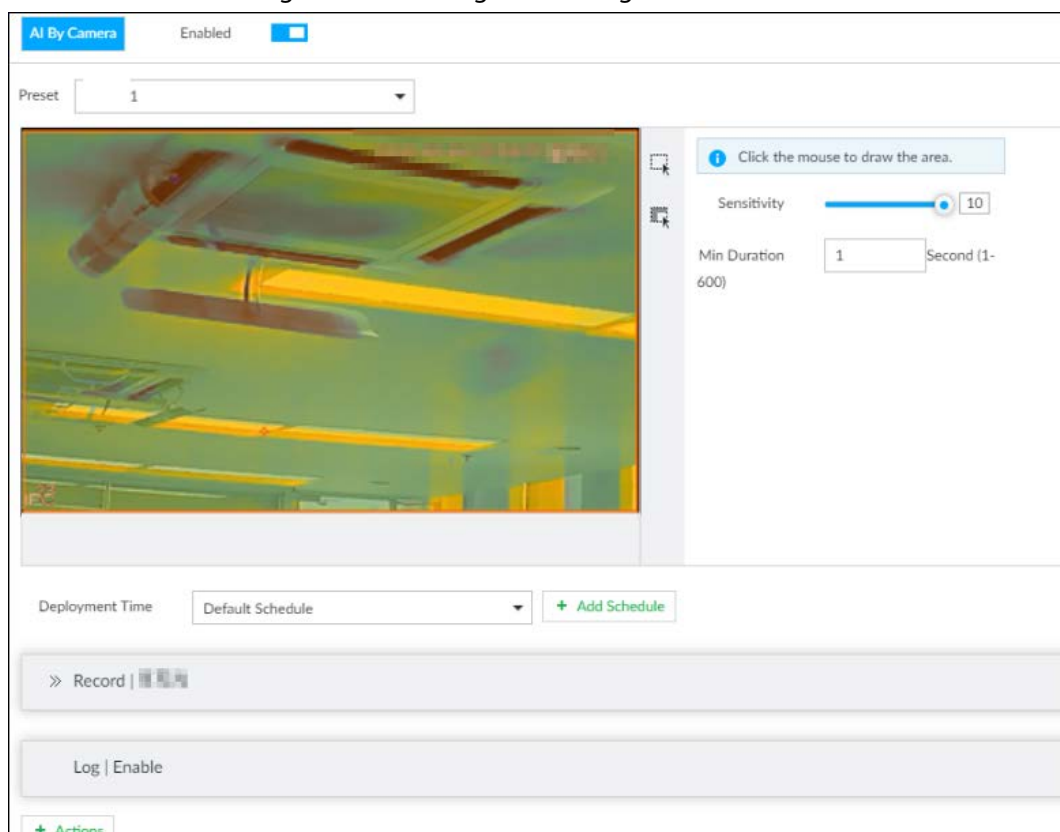 AI By Camera Enabled
Preset 1
Click the mouse to draw the area.
Sensitivity 10
Min Duration 1 Second (1-
600)
Deployment Time Default Schedule + Add Schedule
» Record |
Log | Enable
+ Actions